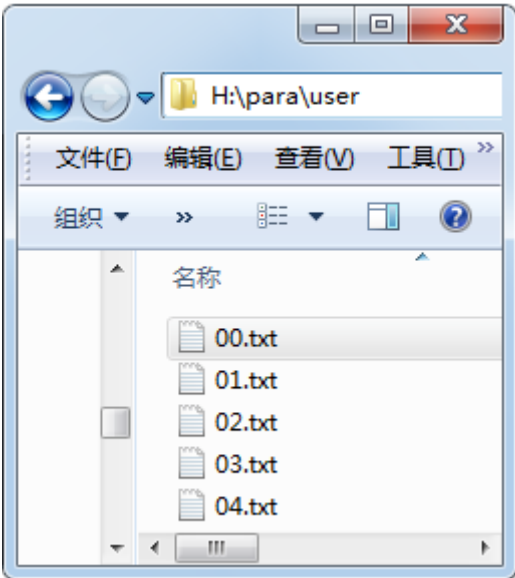 H:\para\user
文件(F) 编辑(E) 查看(V) 工具(T) »
组织 »
名称
00.txt
01.txt
02.txt
03.txt
04.txt